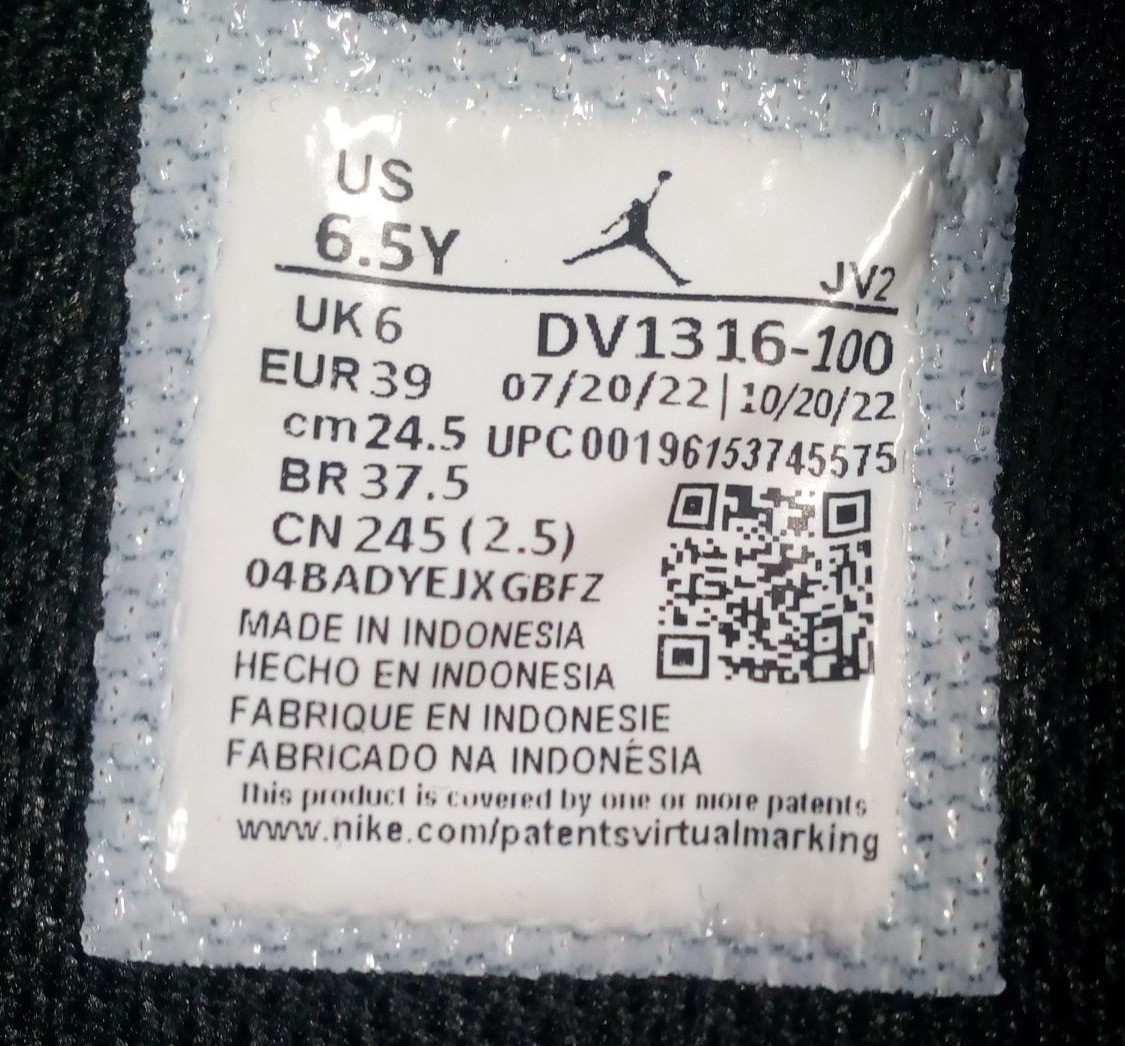 US
6.5Y
JV2
UK 6
DV1316-100
EUR 39
07/20/22 | 10/20/22
cm 24.5
UPC 00196153745575
BR 37.5
CN 245 (2.5)
04BADYEJXGBFZ
MADE IN INDONESIA
HECHO EN INDONESIA
FABRIQUE EN INDONESIE
FABRICADO NA INDONÉSIA
This product is covered by one or more patents
www.nike.com/patentsvirtualmarking